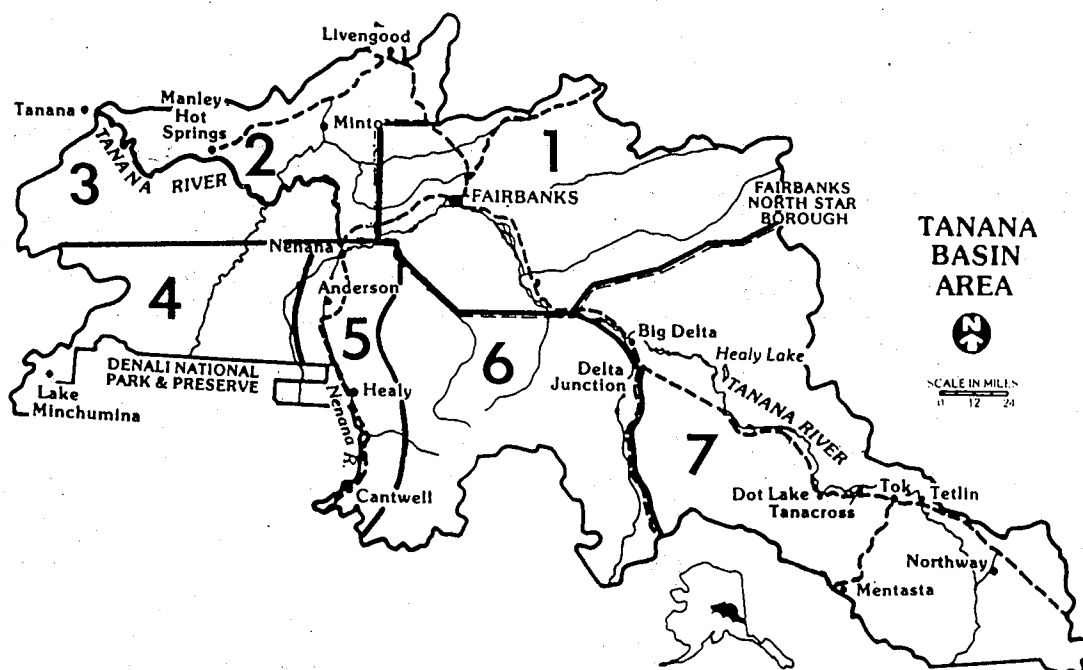 Livengood
Tanana
Manley
Hot
Springs
Minto
1
2
3
TANANA
RIVER
FAIRBANKS
FAIRBANKS
NORTH STAR
BOROUGH
TANANA
BASIN
AREA
N
SCALE IN MILES
0 12 24
Nenana
4
Anderson
5
6
Big Delta
Healy Lake
Delta
Junction
TANANA RIVER
DENALI NATIONAL
PARK & PRESERVE
Lake
Minchumina
Healy
Nenana R.
Cantwell
7
Dot Lake
Tanacross
Tok
Tetlin
Northway
Mentasta